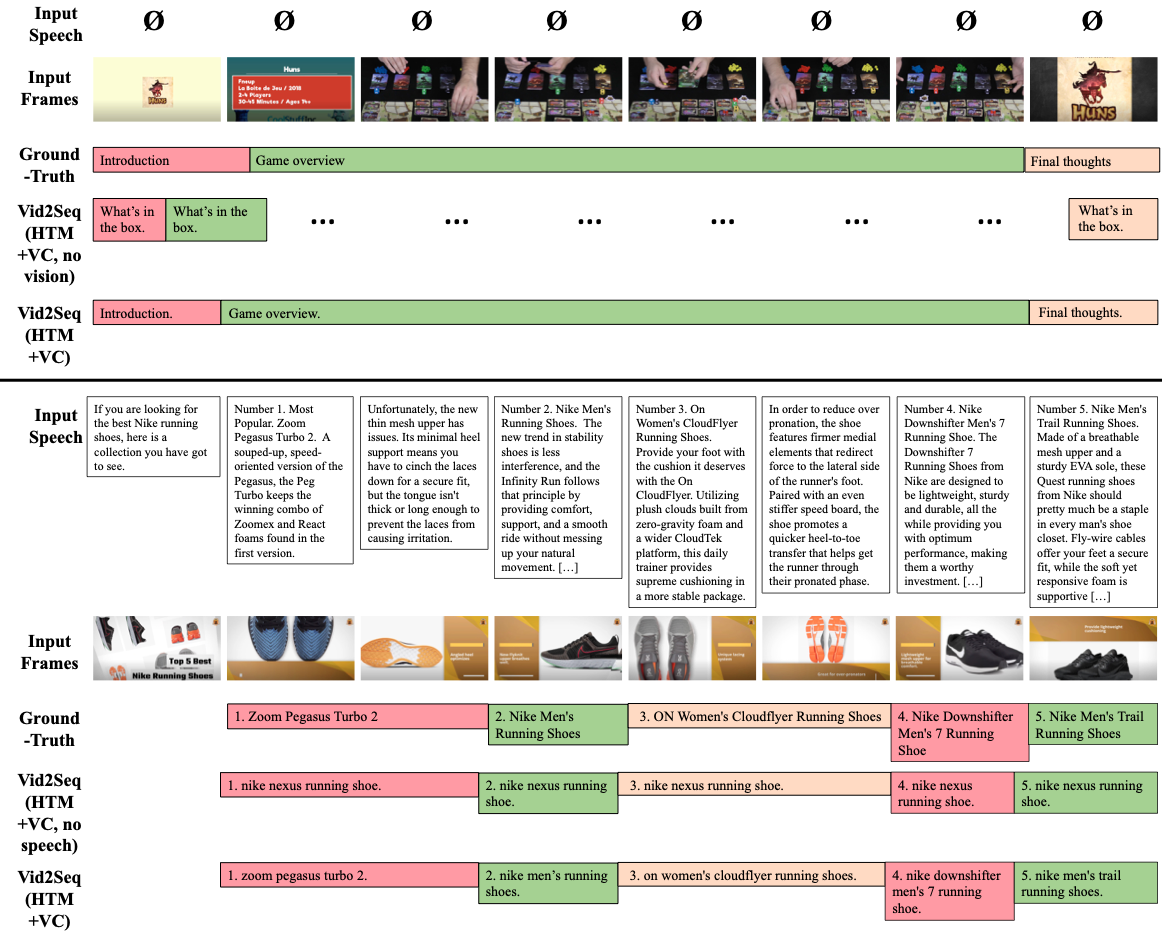 Input
Speech
Ø Ø Ø Ø Ø Ø Ø Ø
Input
Frames
HUNS
Huns
Fneup
La Boite de Jeu / 2018
2-4 Players
30-45 Minutes / Ages 14+
CoolStuffInc
HUNS
Ground
-Truth
Introduction
Game overview
Final thoughts
Vid2Seq
(HTM
+VC, no
vision)
What's in
the box.
What's in the
box.
... ... ... ... ... ...
What's in
the box.
Vid2Seq
(HTM
+VC)
Introduction.
Game overview.
Final thoughts.
Input
Speech
If you are looking for
the best Nike running
shoes, here is a
collection you have got
to see.
Number 1. Most
Popular. Zoom
Pegasus Turbo 2. A
souped-up, speed-
oriented version of the
Pegasus, the Peg
Turbo keeps the
winning combo of
Zoomex and React
foams found in the
first version.
Unfortunately, the new
thin mesh upper has
issues. Its minimal heel
support means you
have to cinch the laces
down for a secure fit,
but the tongue isn't
thick or long enough to
prevent the laces from
causing irritation.
Number 2. Nike Men's
Running Shoes. The
new trend in stability
shoes is less
interference, and the
Infinity Run follows
that principle by
providing comfort,
support, and a smooth
ride without messing
up your natural
movement. […]
Number 3. On
Women's CloudFlyer
Running Shoes.
Provide your foot with
the cushion it deserves
with the On
CloudFlyer. Utilizing
plush clouds built from
zero-gravity foam and
a wider CloudTek
platform, this daily
trainer provides
supreme cushioning in
a more stable package.
In order to reduce over
pronation, the shoe
features firmer medial
elements that redirect
force to the lateral side
of the runner's foot.
Paired with an even
stiffer speed board, the
shoe promotes a
quicker heel-to-toe
transfer that helps get
the runner through
their pronated phase.
Number 4. Nike
Downshifter Men's 7
Running Shoe. The
Downshifter 7
Running Shoes from
Nike are designed to
be lightweight, sturdy
and durable, all the
while providing you
with optimum
performance, making
them a worthy
investment. […]
Number 5. Nike Men's
Trail Running Shoes.
Made of a breathable
mesh upper and a
sturdy EVA sole, these
Quest running shoes
from Nike should
pretty much be a staple
in every man's shoe
closet. Fly-wire cables
offer your feet a secure
fit, while the soft yet
responsive foam is
supportive […]
Input
Frames
Top 5 Best
Nike Running Shoes
Provide lightweight
cushioning
Ground
-Truth
1. Zoom Pegasus Turbo 2
2. Nike Men's
Running Shoes
3. ON Women's Cloudflyer Running Shoes
4. Nike Downshifter
Men's 7 Running
Shoe
5. Nike Men's Trail
Running Shoes
Vid2Seq
(HTM
+VC, no
speech)
1. nike nexus running shoe.
2. nike nexus running
shoe.
3. nike nexus running shoe.
4. nike nexus
running shoe.
5. nike nexus running
shoe.
Vid2Seq
(HTM
+VC)
1. zoom pegasus turbo 2.
2. nike men's running
shoes.
3. on women's cloudflyer running shoes.
4. nike downshifter
men's 7 running
shoe.
5. nike men's trail
running shoes.